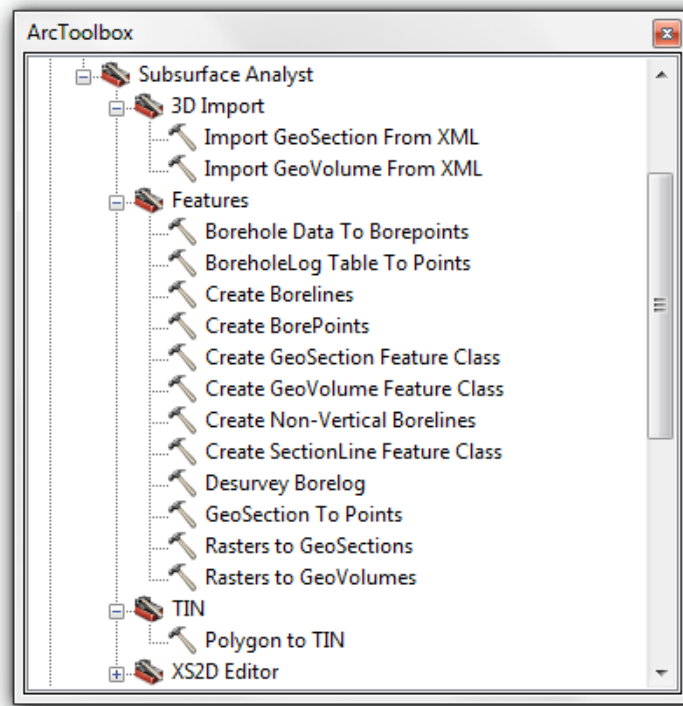 ArcToolbox
Subsurface Analyst
3D Import
Import GeoSection From XML
Import GeoVolume From XML
Features
Borehole Data To Borepoints
BoreholeLog Table To Points
Create Borelines
Create BorePoints
Create GeoSection Feature Class
Create GeoVolume Feature Class
Create Non-Vertical Borelines
Create SectionLine Feature Class
Desurvey Borelog
GeoSection To Points
Rasters to GeoSections
Rasters to GeoVolumes
TIN
Polygon to TIN
XS2D Editor